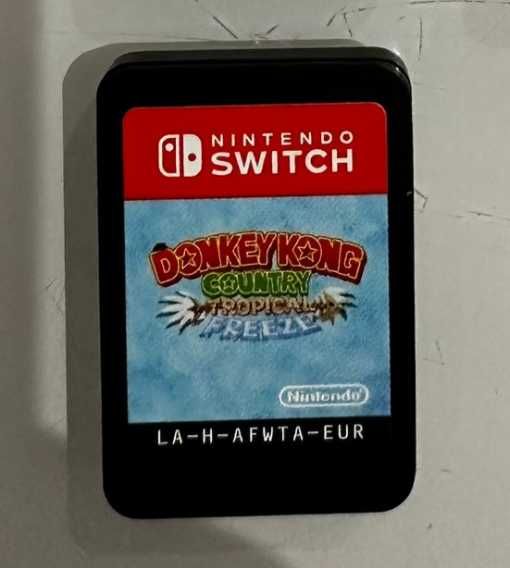 NINTENDO
SWITCH
DONKEY KONG
COUNTRY
TROPICAL
FREEZE
Nintendo
LA-H-AFWTA-EUR